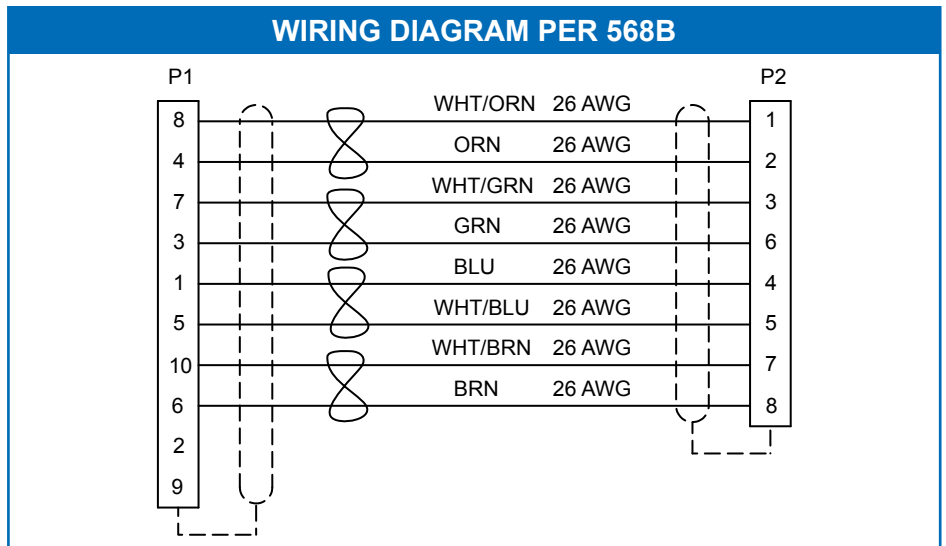 WIRING DIAGRAM PER 568B
P1 P2
8 WHT/ORN 26 AWG 1
4 ORN 26 AWG 2
7 WHT/GRN 26 AWG 3
3 GRN 26 AWG 6
1 BLU 26 AWG 4
5 WHT/BLU 26 AWG 5
10 WHT/BRN 26 AWG 7
6 BRN 26 AWG 8
2
9